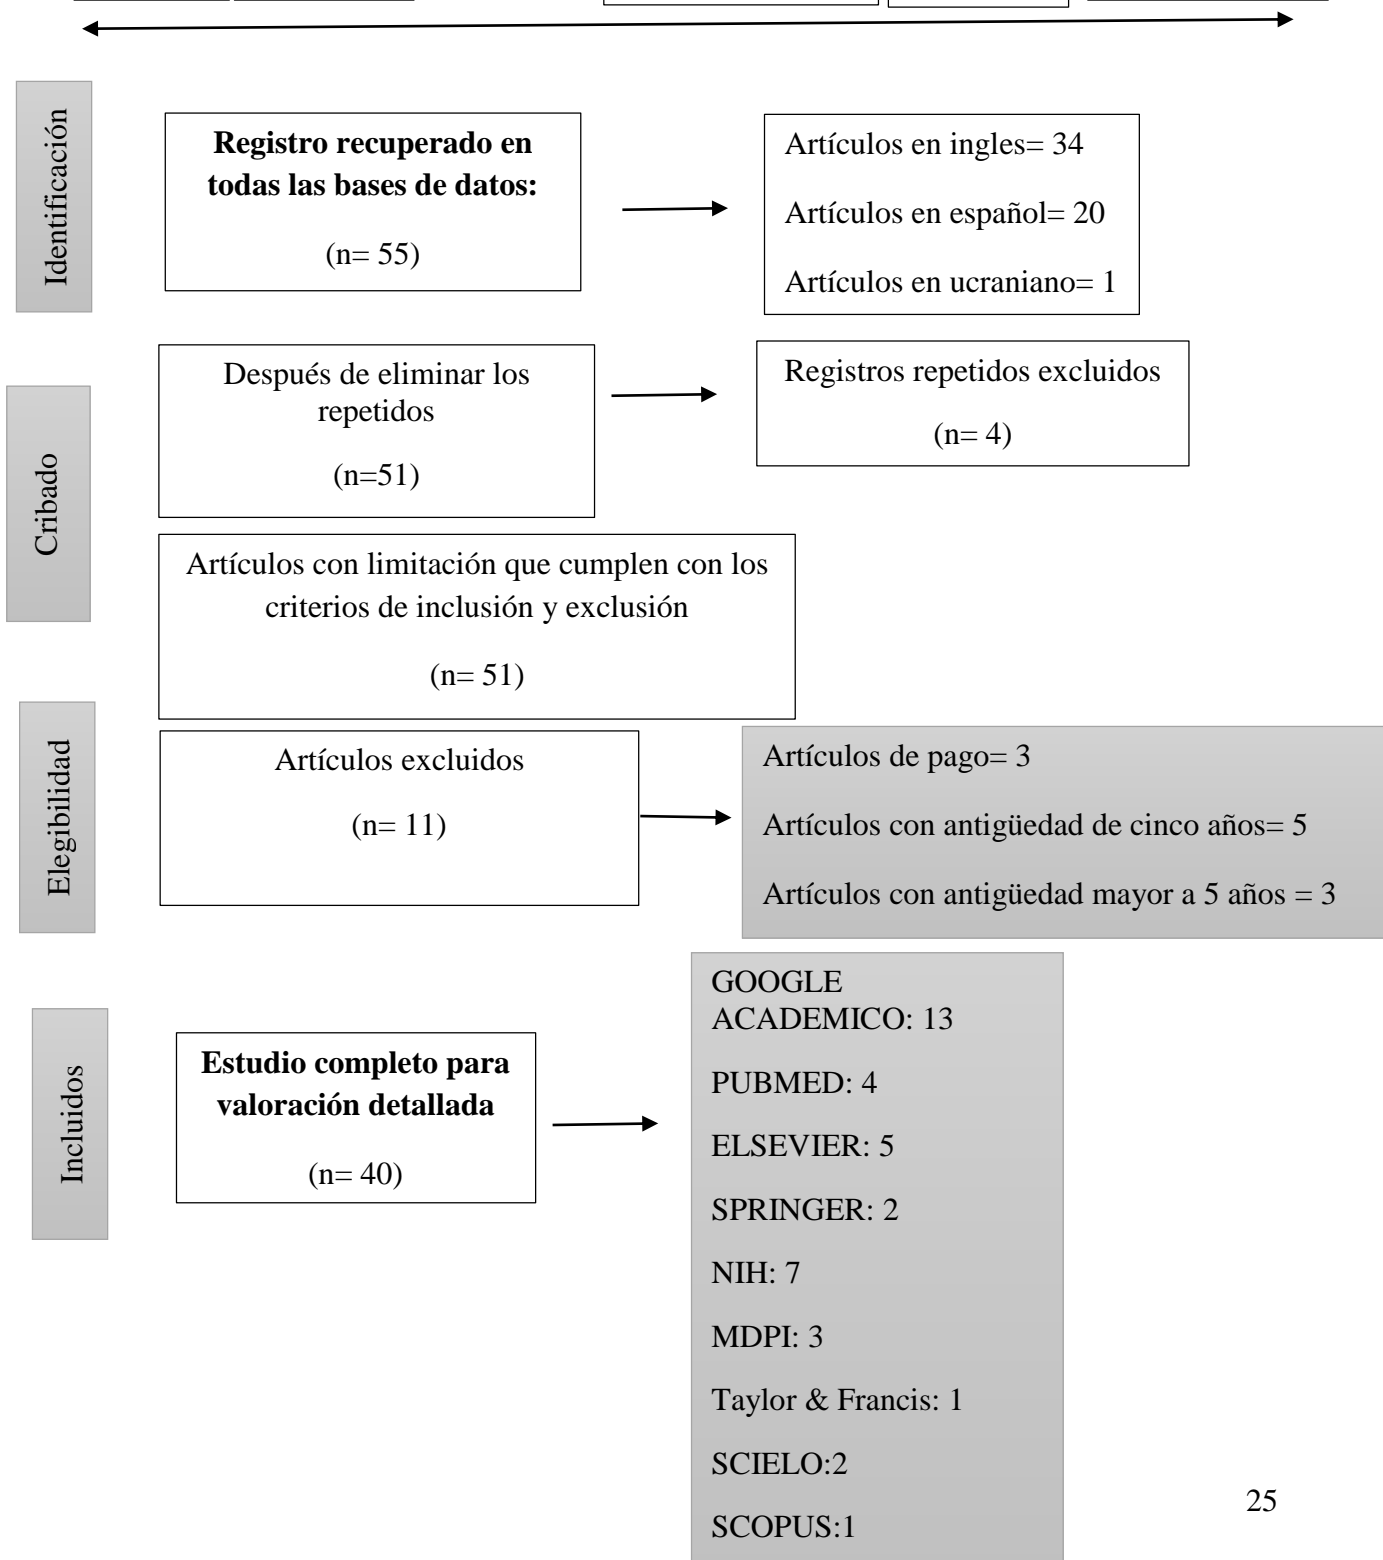 Identificación
Registro recuperado en
todas las bases de datos:
(n= 55)
Artículos en ingles= 34
Artículos en español= 20
Artículos en ucraniano= 1
Cribado
Después de eliminar los
repetidos
(n=51)
Registros repetidos excluidos
(n= 4)
Artículos con limitación que cumplen con los
criterios de inclusión y exclusión
(n= 51)
Elegibilidad
Artículos excluidos
(n= 11)
Artículos de pago= 3
Artículos con antigüedad de cinco años= 5
Artículos con antigüedad mayor a 5 años = 3
Incluidos
Estudio completo para
valoración detallada
(n= 40)
GOOGLE
ACADEMICO: 13
PUBMED: 4
ELSEVIER: 5
SPRINGER: 2
NIH: 7
MDPI: 3
Taylor & Francis: 1
SCIELO:2
SCOPUS:1
25